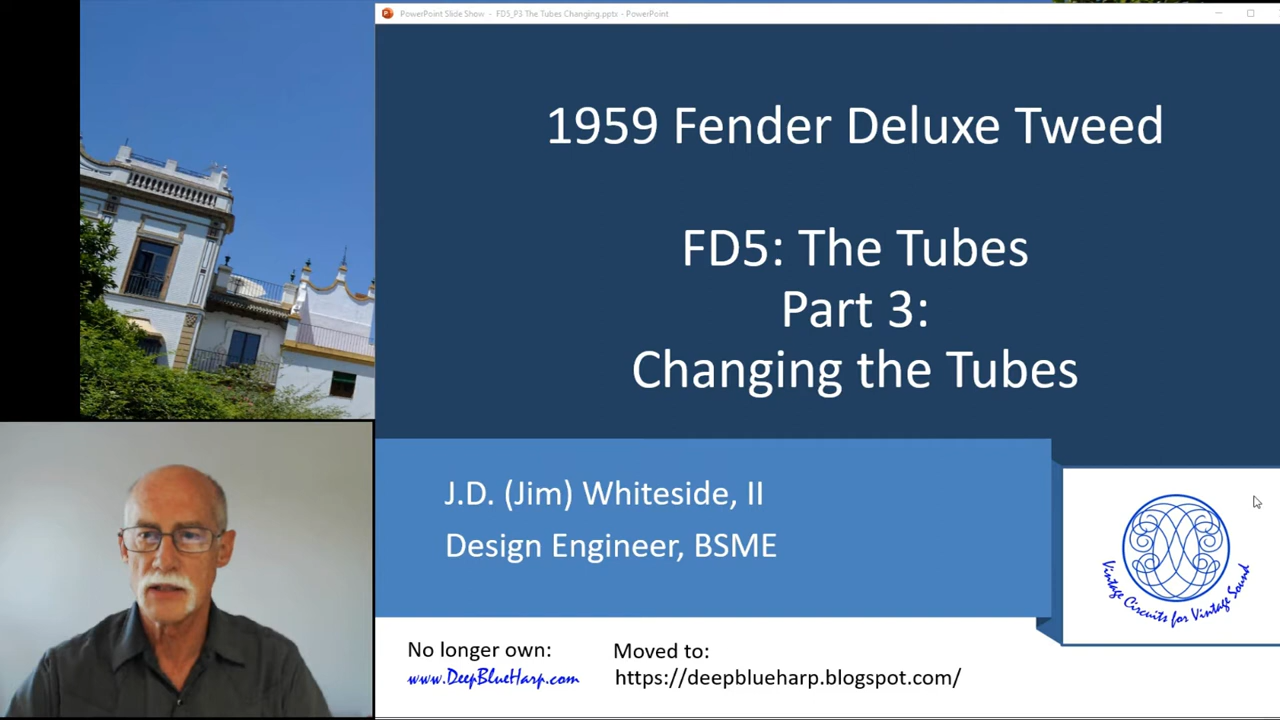 PowerPoint Slide Show - FD5_P3 The Tubes Changing.pptx - PowerPoint
1959 Fender Deluxe Tweed
FD5: The Tubes
Part 3:
Changing the Tubes
J.D. (Jim) Whiteside, II
Design Engineer, BSME
Vintage Circuits for Vintage Sound
No longer own:
www.DeepBlueHarp.com
Moved to:
https://deepblueharp.blogspot.com/